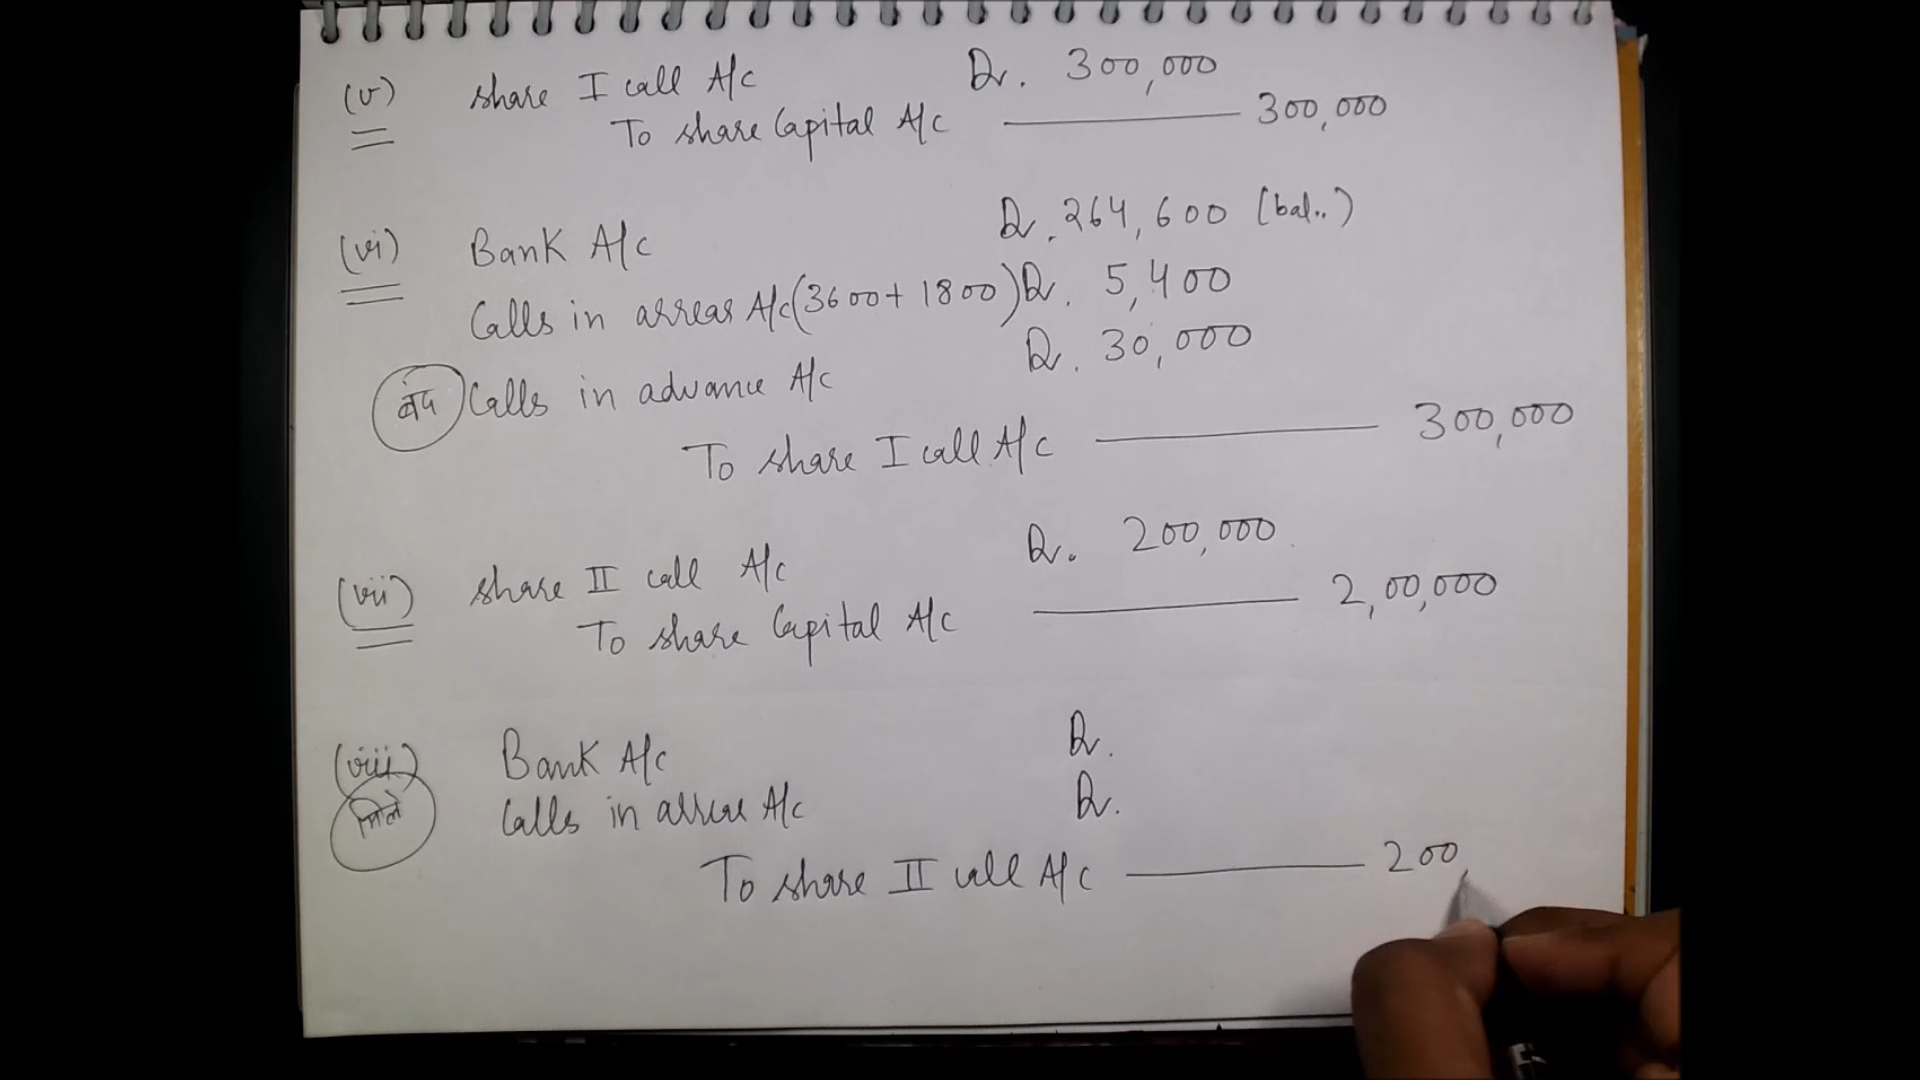 (v) share I call A/c Dr. 300,000
To share Capital A/c 300,000
(vi) Bank A/c Dr. 264,600 (bal..)
Calls in arrear A/c (3600+1800) Dr. 5,400
Calls in advance A/c Dr. 30,000
To share I call A/c 300,000
(vii) share II call A/c Dr. 200,000
To share Capital A/c 2,00,000
(viii) Bank A/c Dr.
मिले Calls in arrear A/c Dr.
To share II call A/c 200,